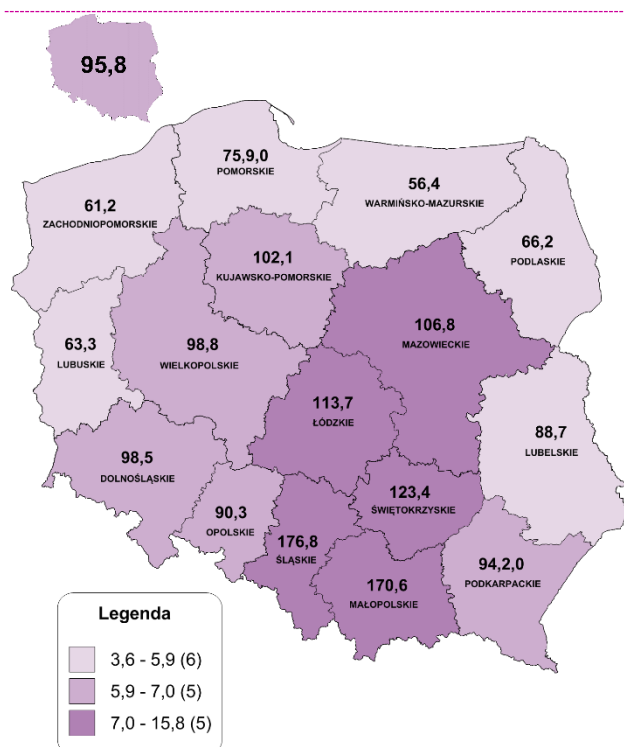 95,8
75,9,0
POMORSKIE
56,4
WARMIŃSKO-MAZURSKIE
61,2
ZACHODNIOPOMORSKIE
66,2
PODLASKIE
102,1
KUJAWSKO-POMORSKIE
106,8
MAZOWIECKIE
63,3
LUBUSKIE
98,8
WIELKOPOLSKIE
113,7
ŁÓDZKIE
88,7
LUBELSKIE
98,5
DOLNOŚLĄSKIE
90,3
OPOLSKIE
123,4
ŚWIĘTOKRZYSKIE
176,8
ŚLĄSKIE
170,6
MAŁOPOLSKIE
94,2,0
PODKARPACKIE
Legenda
3,6 - 5,9 (6)
5,9 - 7,0 (5)
7,0 - 15,8 (5)